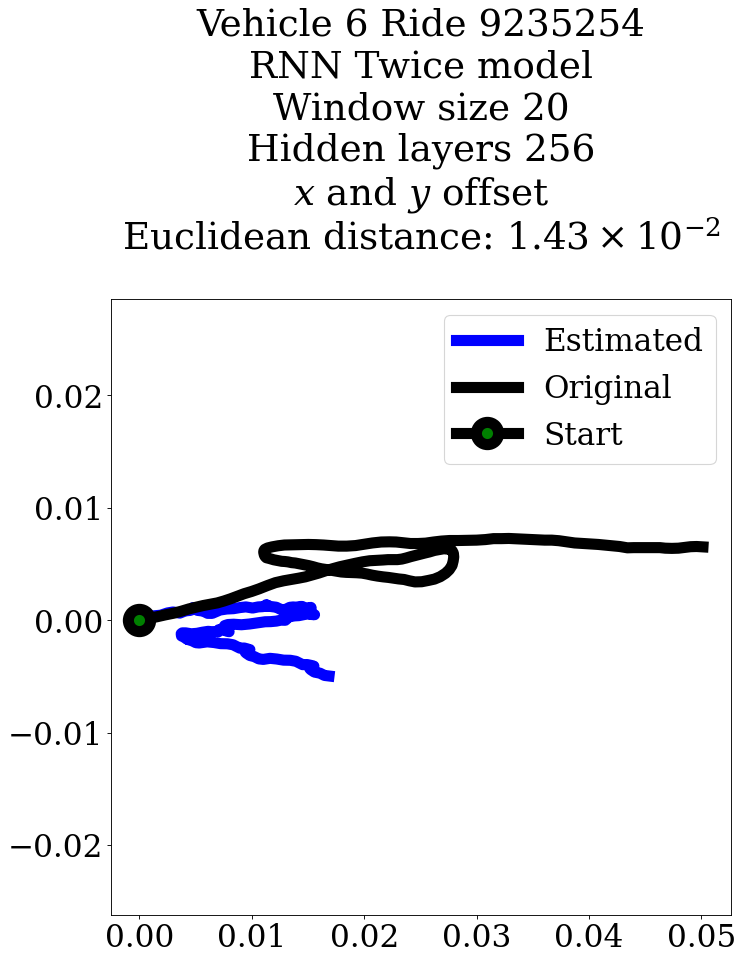 Vehicle 6 Ride 9235254
RNN Twice model
Window size 20
Hidden layers 256
x and y offset
Euclidean distance: 1.43 × 10⁻²
Estimated
Original
Start
0.02
0.01
0.00
−0.01
−0.02
0.00 0.01 0.02 0.03 0.04 0.05